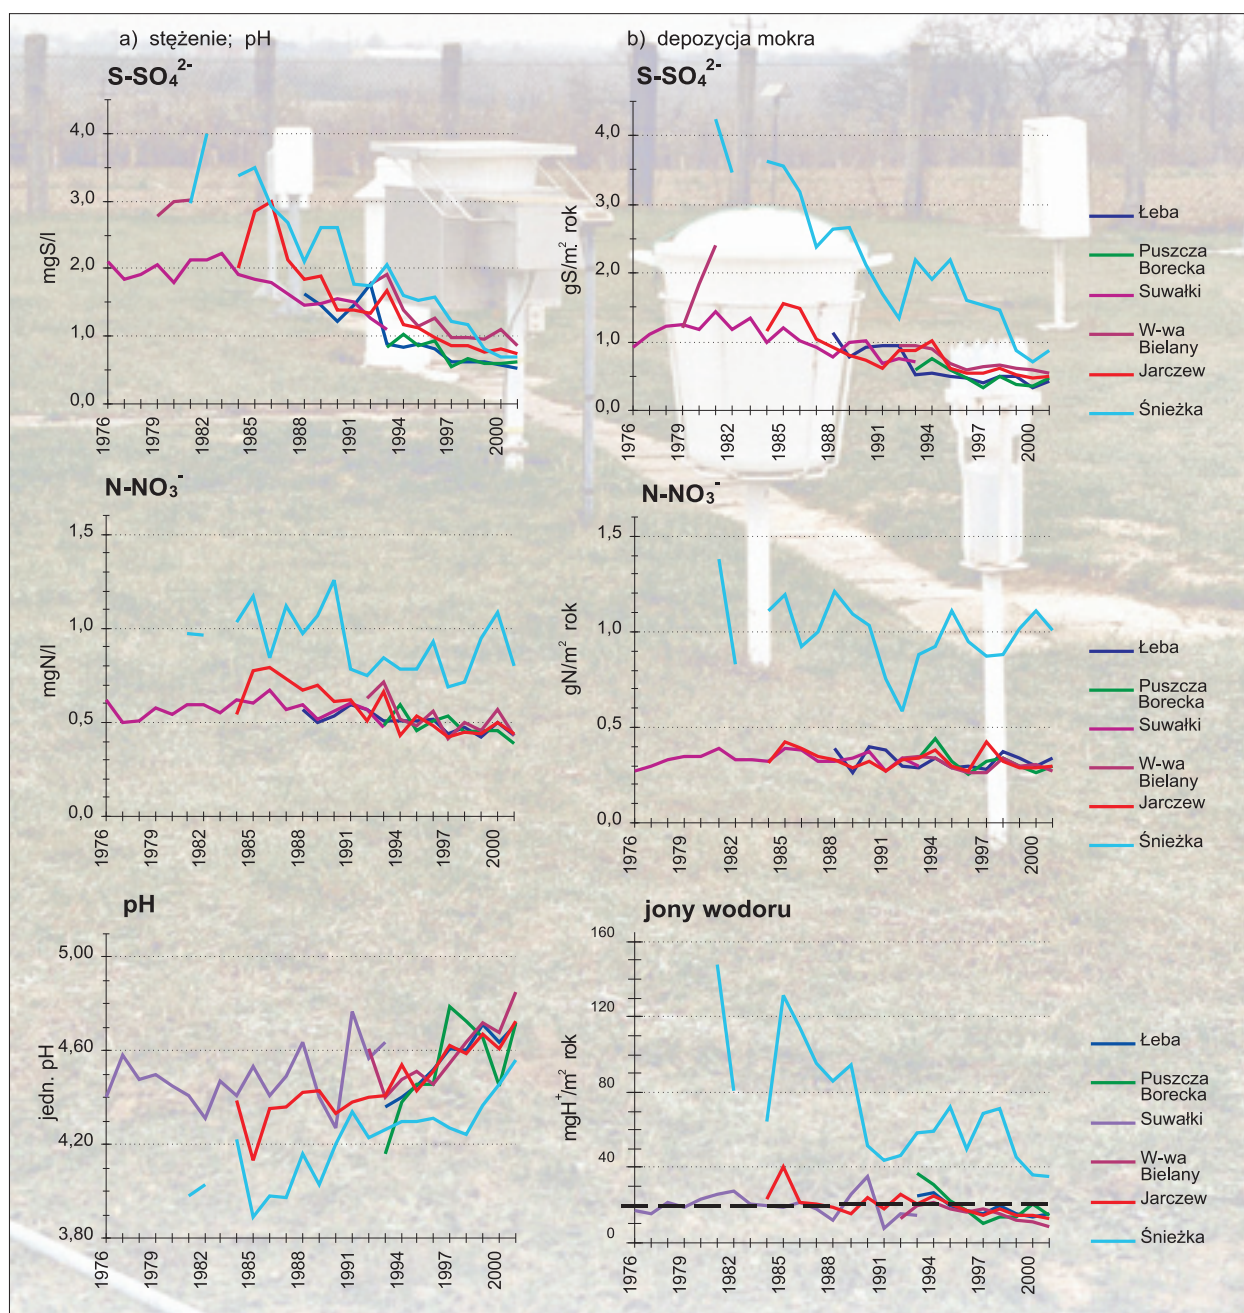 a) stężenie; pH
b) depozycja mokra
S-SO₄²⁻
mgS/l
4,0
3,0
2,0
1,0
0,0
1976
1979
1982
1985
1988
1991
1994
1997
2000
S-SO₄²⁻
gS/m² rok
4,0
3,0
2,0
1,0
0,0
1976
1979
1982
1985
1988
1991
1994
1997
2000
Łeba
Puszcza
Borecka
Suwałki
W-wa
Bielany
Jarczew
Śnieżka
N-NO₃⁻
mgN/l
1,5
1,0
0,5
0,0
1976
1979
1982
1985
1988
1991
1994
1997
2000
N-NO₃⁻
gN/m² rok
1,5
1,0
0,5
0,0
1976
1979
1982
1985
1988
1991
1994
1997
2000
Łeba
Puszcza
Borecka
Suwałki
W-wa
Bielany
Jarczew
Śnieżka
pH
jedn. pH
5,00
4,60
4,20
3,80
1976
1979
1982
1985
1988
1991
1994
1997
2000
jony wodoru
mgH⁺/m² rok
160
120
80
40
0
1976
1979
1982
1985
1988
1991
1994
1997
2000
Łeba
Puszcza
Borecka
Suwałki
W-wa
Bielany
Jarczew
Śnieżka